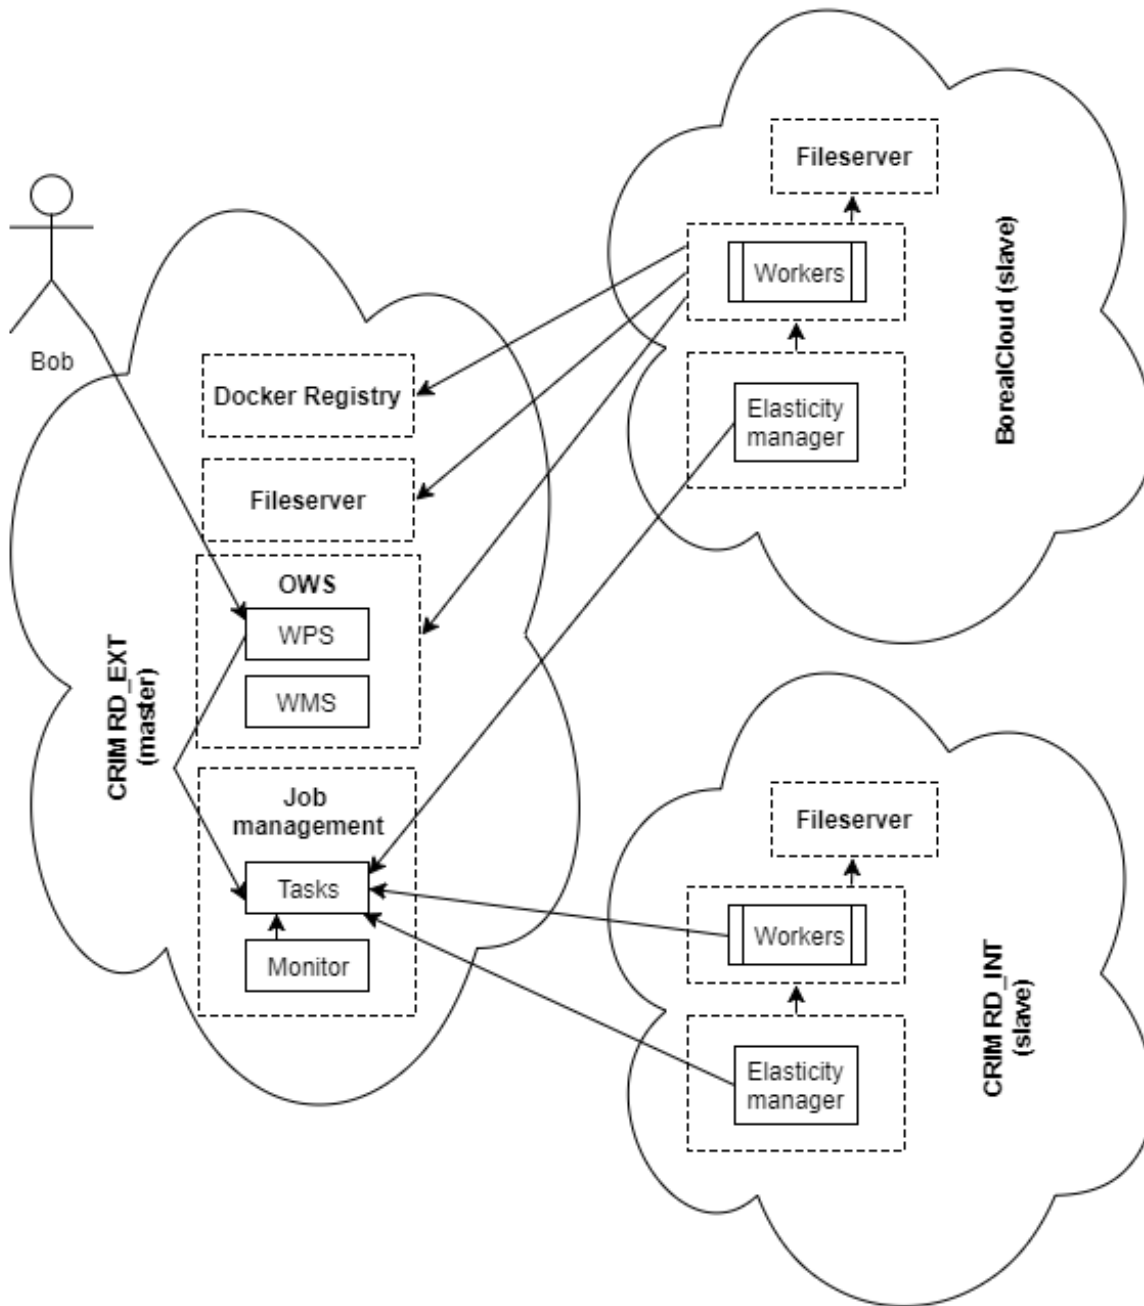 Bob
CRIM RD_EXT
(master)
Docker Registry
Fileserver
OWS
WPS
WMS
Job
management
Tasks
Monitor
Fileserver
Workers
Elasticity
manager
BorealCloud (slave)
Fileserver
Workers
Elasticity
manager
CRIM RD_INT
(slave)